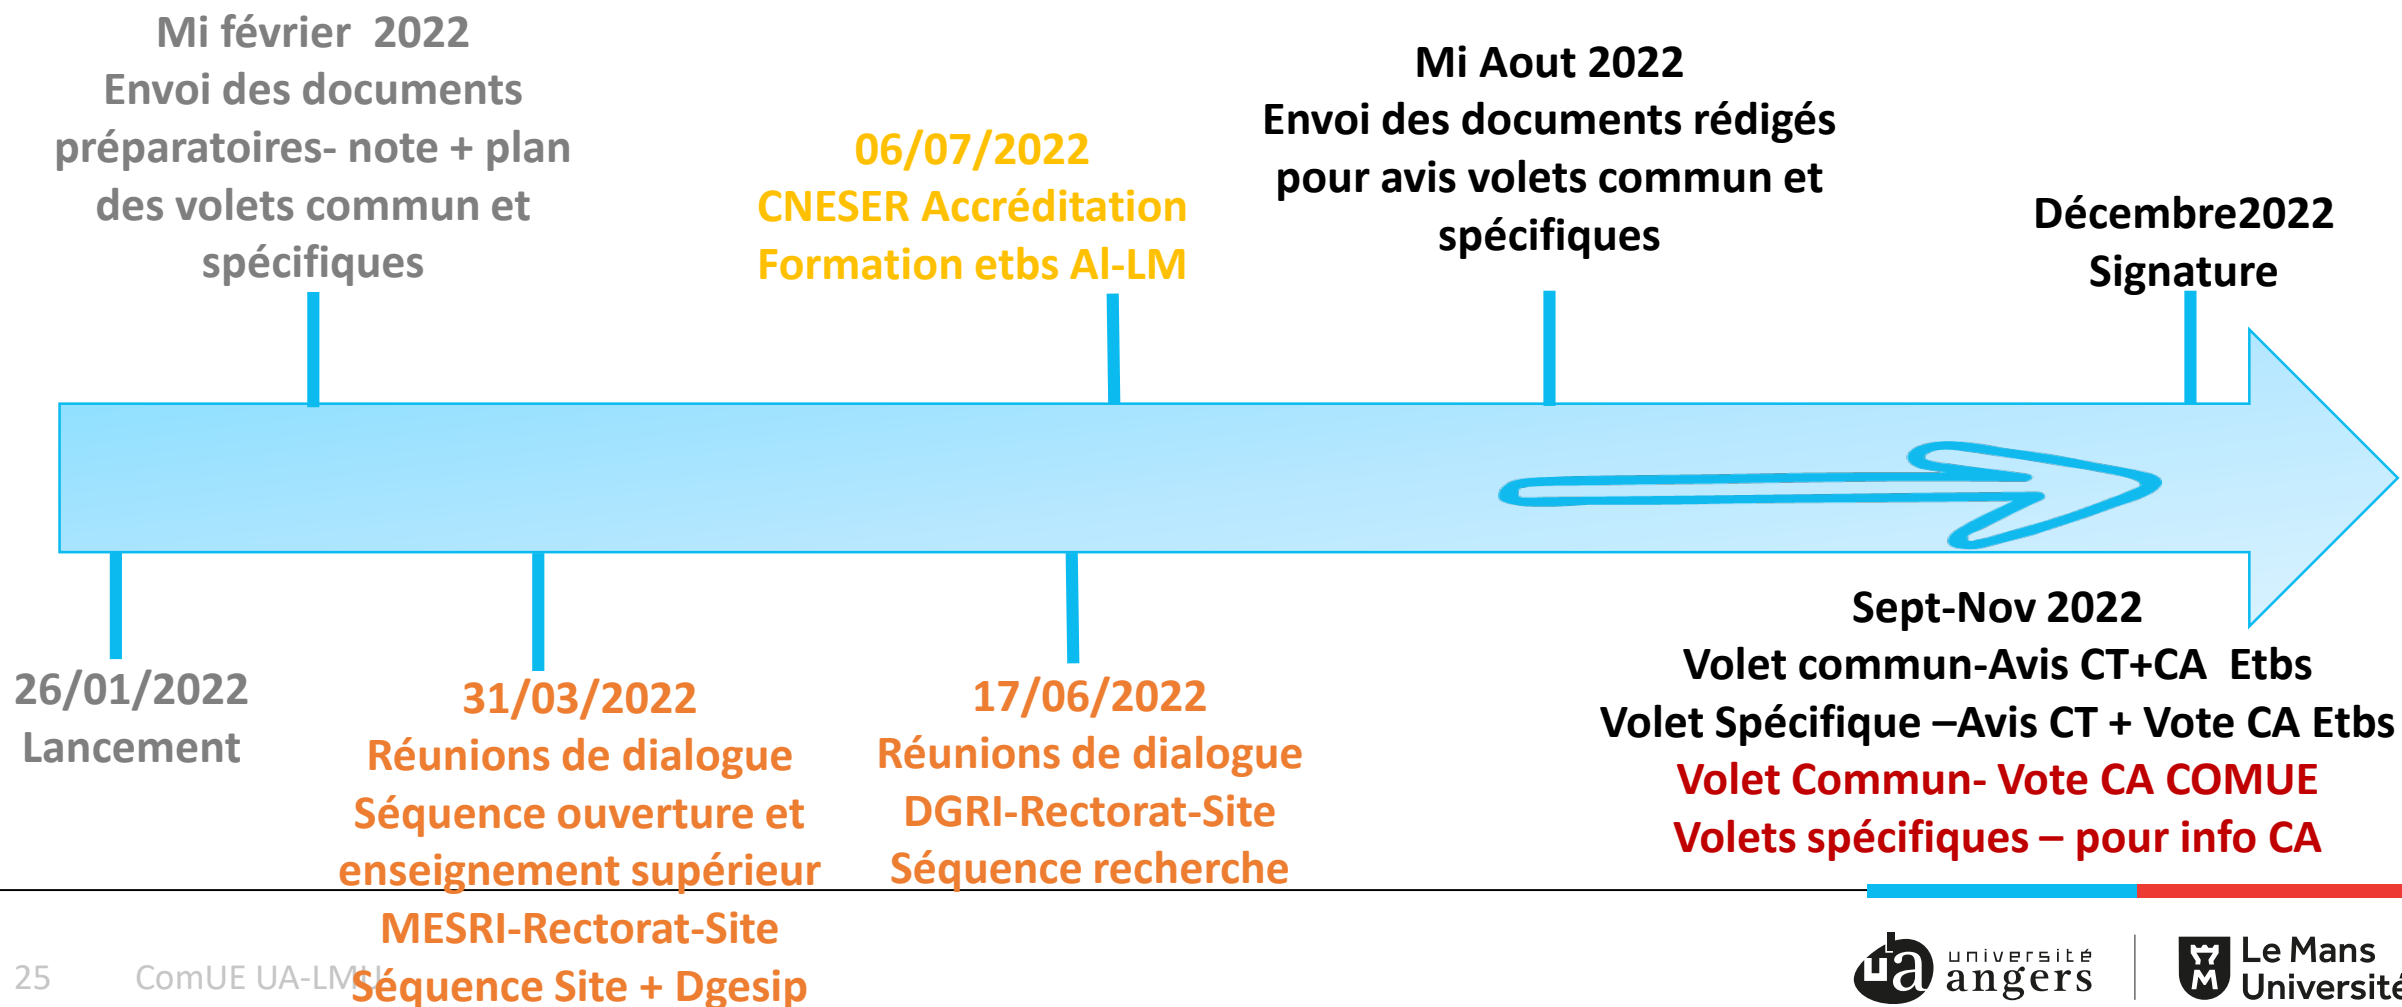 Mi février  2022
Envoi des documents
préparatoires- note + plan
des volets commun et
spécifiques
06/07/2022
CNESER Accréditation
Formation etbs Al-LM
Mi Aout 2022
Envoi des documents rédigés
pour avis volets commun et
spécifiques
Décembre2022
Signature
26/01/2022
Lancement
31/03/2022
Réunions de dialogue
Séquence ouverture et
enseignement supérieur
MESRI-Rectorat-Site
Séquence Site + Dgesip
17/06/2022
Réunions de dialogue
DGRI-Rectorat-Site
Séquence recherche
Sept-Nov 2022
Volet commun-Avis CT+CA  Etbs
Volet Spécifique –Avis CT + Vote CA Etbs
Volet Commun- Vote CA COMUE
Volets spécifiques – pour info CA
25
ComUE UA-LMU
ua
université
angers
Le Mans
Université